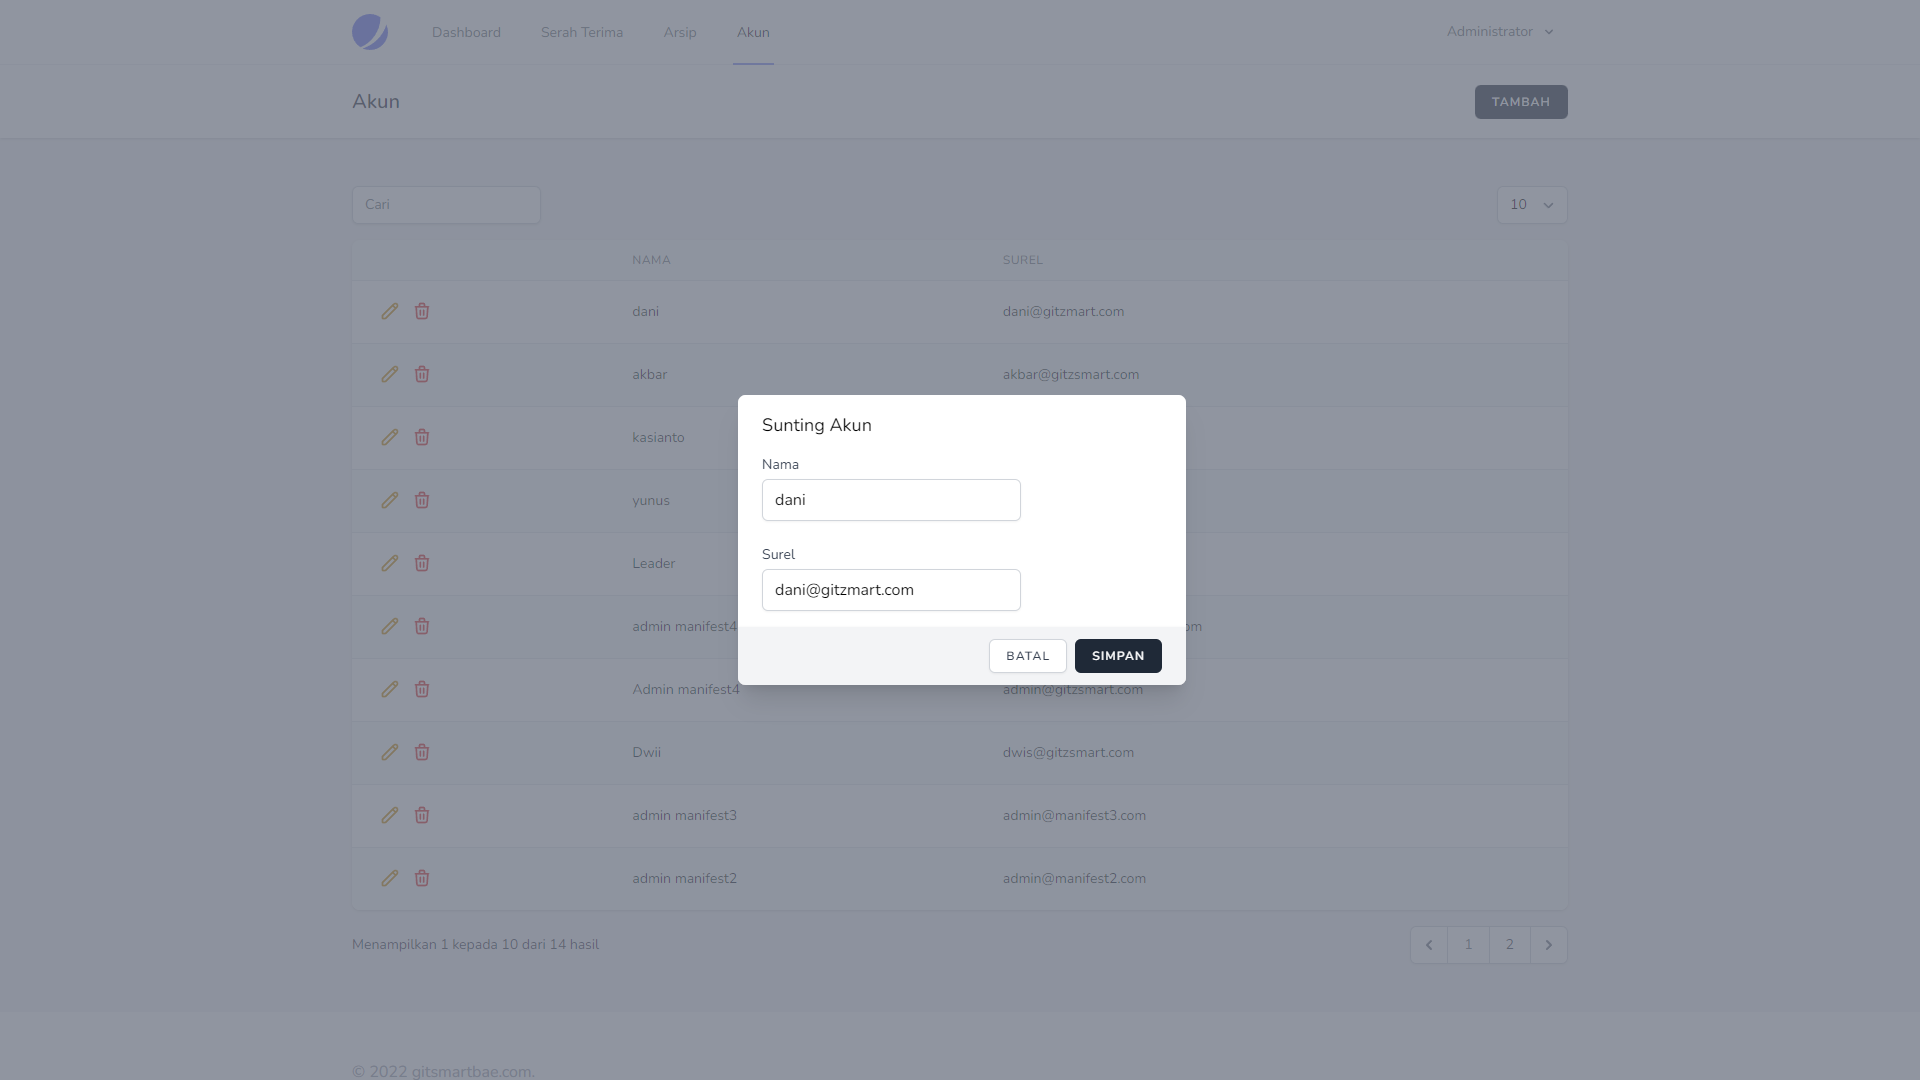 Dashboard Serah Terima Arsip Akun Administrator
Akun TAMBAH
Cari 10
NAMA SUREL
dani dani@gitzmart.com
akbar akbar@gitzsmart.com
kasianto
yunus
Leader
admin manifest4 om
Admin manifest4 admin@gitzsmart.com
Dwii dwis@gitzsmart.com
admin manifest3 admin@manifest3.com
admin manifest2 admin@manifest2.com
Menampilkan 1 kepada 10 dari 14 hasil 1 2
© 2022 gitsmartbae.com.
Sunting Akun
Nama
dani
Surel
dani@gitzmart.com
BATAL SIMPAN